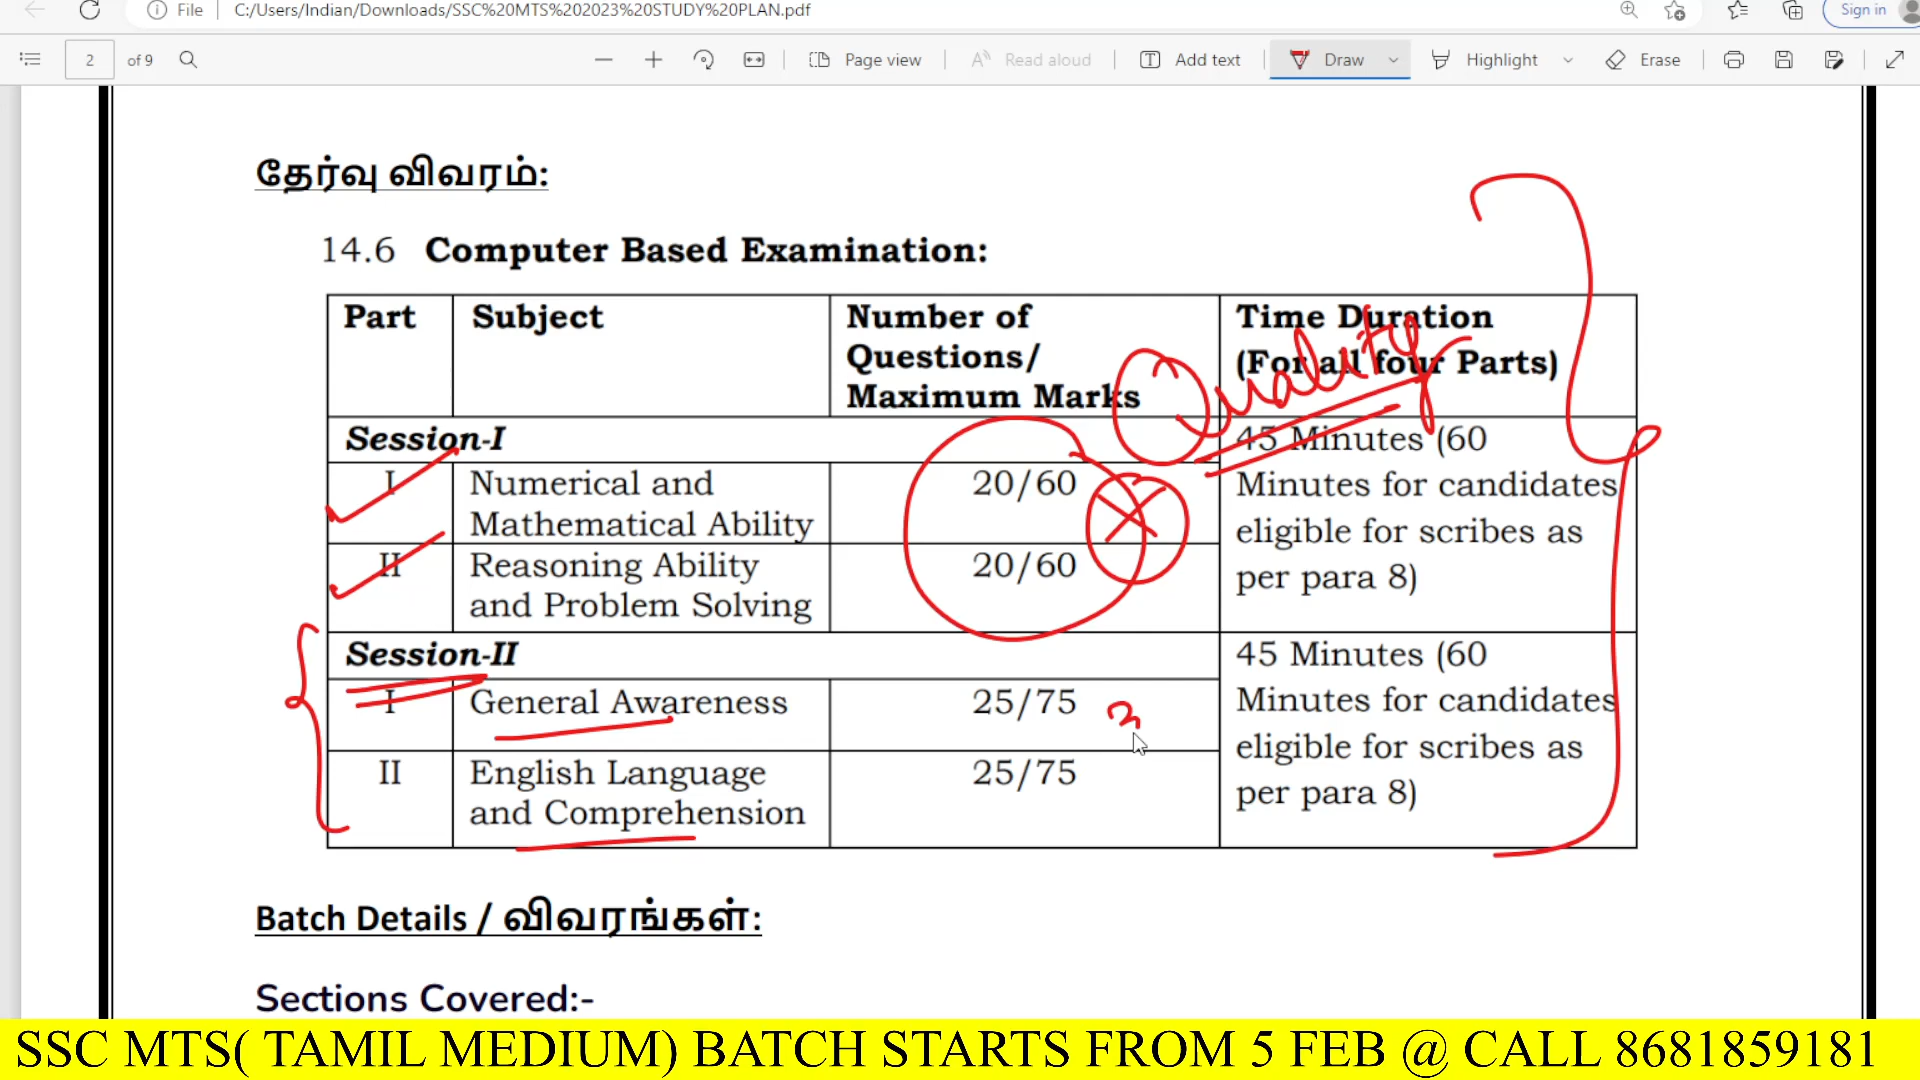 File
C:/Users/Indian/Downloads/SSC%20MTS%202023%20STUDY%20PLAN.pdf
Sign in
2 of 9
Page view
Read aloud
Add text
Draw
Highlight
Erase
தேர்வு விவரம்:
14.6 Computer Based Examination:
Part
Subject
Number of
Questions/
Maximum Marks
Time Duration
(For all four Parts)
Quality
Session-I
I
Numerical and
Mathematical Ability
20/60
II
Reasoning Ability
and Problem Solving
20/60
45 Minutes (60
Minutes for candidates
eligible for scribes as
per para 8)
Session-II
I
General Awareness
25/75
3
II
English Language
and Comprehension
25/75
45 Minutes (60
Minutes for candidates
eligible for scribes as
per para 8)
Batch Details / விவரங்கள்:
Sections Covered:-
SSC MTS( TAMIL MEDIUM) BATCH STARTS FROM 5 FEB @ CALL 8681859181